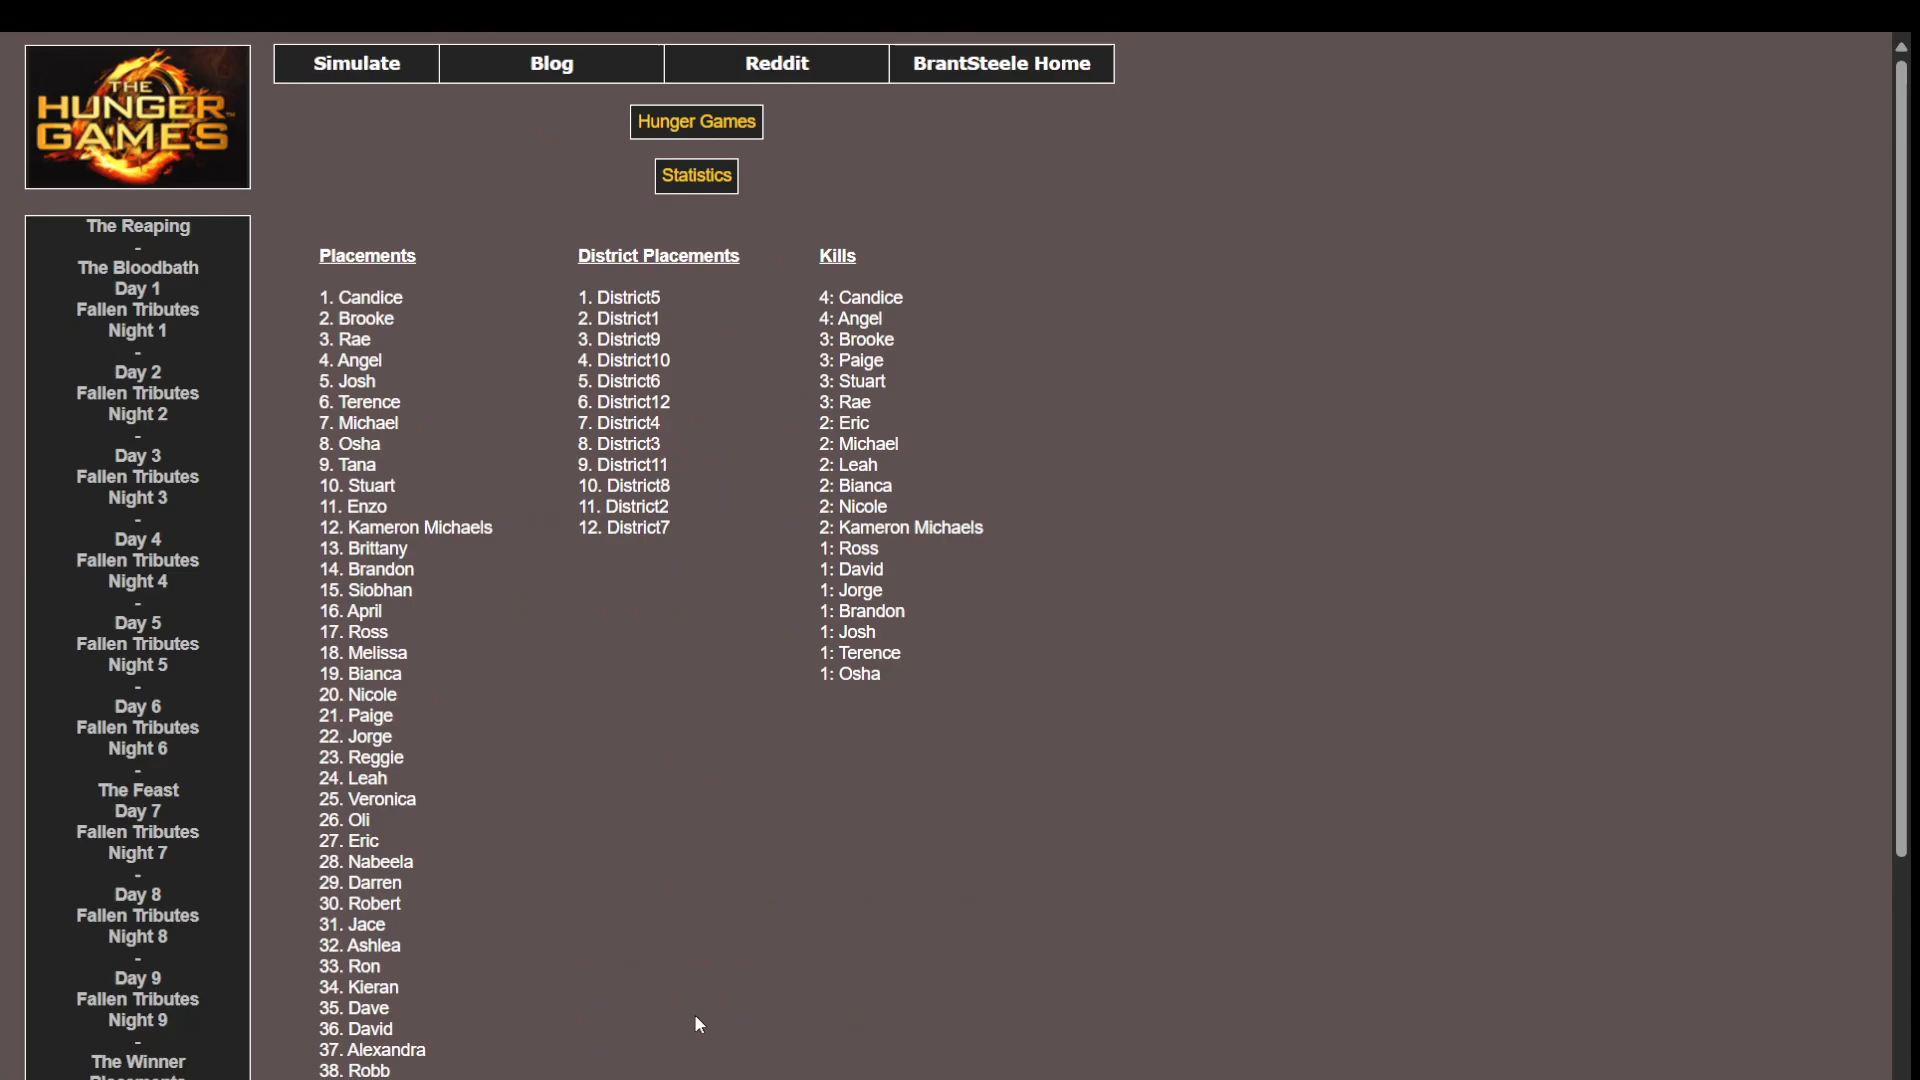 THE
HUNGER
GAMES
Simulate
Blog
Reddit
BrantSteele Home
Hunger Games
Statistics
The Reaping
-
The Bloodbath
Day 1
Fallen Tributes
Night 1
-
Day 2
Fallen Tributes
Night 2
-
Day 3
Fallen Tributes
Night 3
-
Day 4
Fallen Tributes
Night 4
-
Day 5
Fallen Tributes
Night 5
-
Day 6
Fallen Tributes
Night 6
-
The Feast
Day 7
Fallen Tributes
Night 7
-
Day 8
Fallen Tributes
Night 8
-
Day 9
Fallen Tributes
Night 9
-
The Winner
Placements
Placements
1. Candice
2. Brooke
3. Rae
4. Angel
5. Josh
6. Terence
7. Michael
8. Osha
9. Tana
10. Stuart
11. Enzo
12. Kameron Michaels
13. Brittany
14. Brandon
15. Siobhan
16. April
17. Ross
18. Melissa
19. Bianca
20. Nicole
21. Paige
22. Jorge
23. Reggie
24. Leah
25. Veronica
26. Oli
27. Eric
28. Nabeela
29. Darren
30. Robert
31. Jace
32. Ashlea
33. Ron
34. Kieran
35. Dave
36. David
37. Alexandra
38. Robb
District Placements
1. District5
2. District1
3. District9
4. District10
5. District6
6. District12
7. District4
8. District3
9. District11
10. District8
11. District2
12. District7
Kills
4: Candice
4: Angel
3: Brooke
3: Paige
3: Stuart
3: Rae
2: Eric
2: Michael
2: Leah
2: Bianca
2: Nicole
2: Kameron Michaels
1: Ross
1: David
1: Jorge
1: Brandon
1: Josh
1: Terence
1: Osha